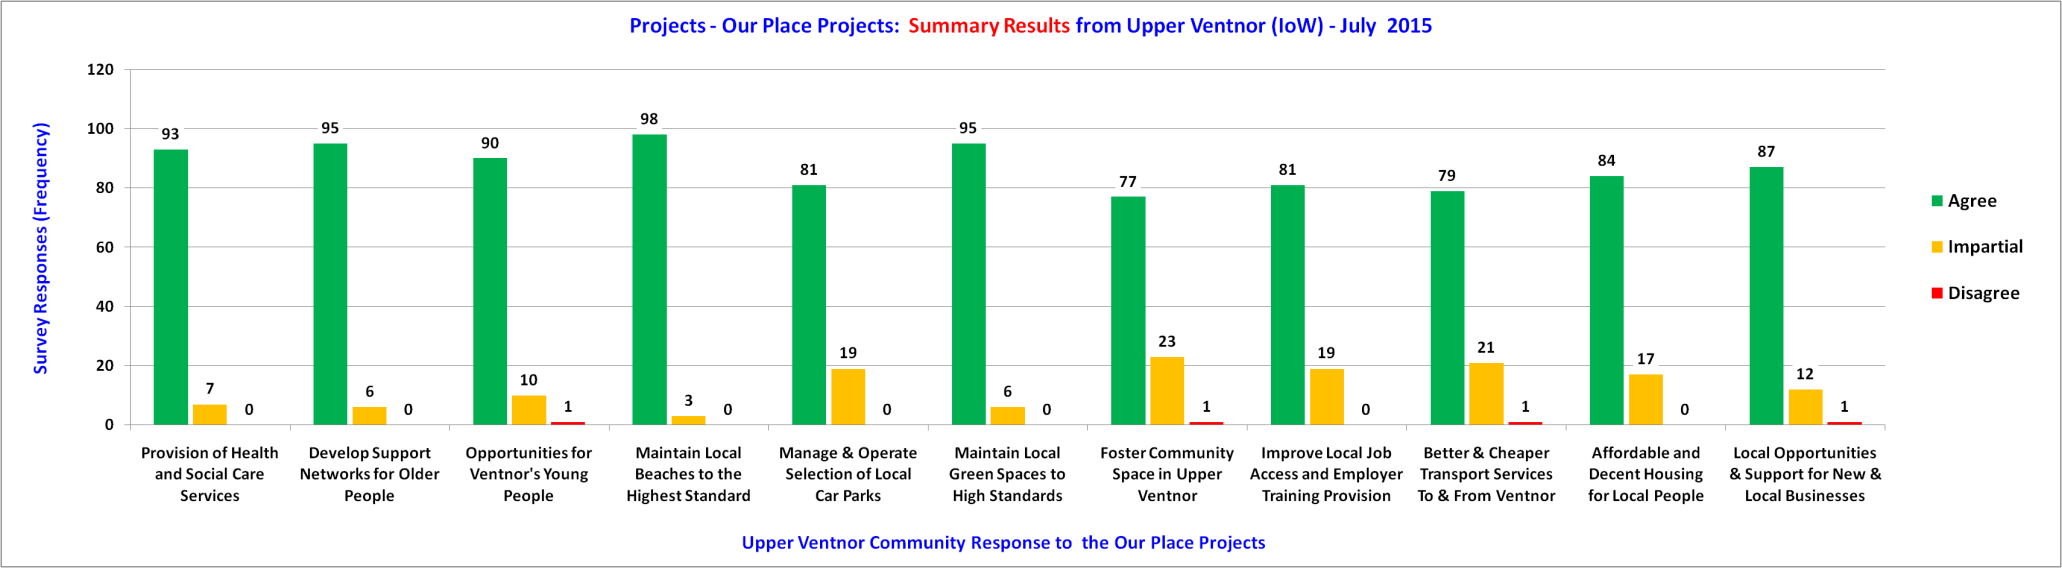 Projects - Our Place Projects: Summary Results from Upper Ventnor (IoW) - July 2015
Survey Responses (Frequency)
120
100
80
60
40
20
0
93
7
0
95
6
0
90
10
1
98
3
0
81
19
0
95
6
0
77
23
1
81
19
0
79
21
1
84
17
0
87
12
1
Agree
Impartial
Disagree
Provision of Health
and Social Care
Services
Develop Support
Networks for Older
People
Opportunities for
Ventnor's Young
People
Maintain Local
Beaches to the
Highest Standard
Manage & Operate
Selection of Local
Car Parks
Maintain Local
Green Spaces to
High Standards
Foster Community
Space in Upper
Ventnor
Improve Local Job
Access and Employer
Training Provision
Better & Cheaper
Transport Services
To & From Ventnor
Affordable and
Decent Housing
for Local People
Local Opportunities
& Support for New &
Local Businesses
Upper Ventnor Community Response to the Our Place Projects